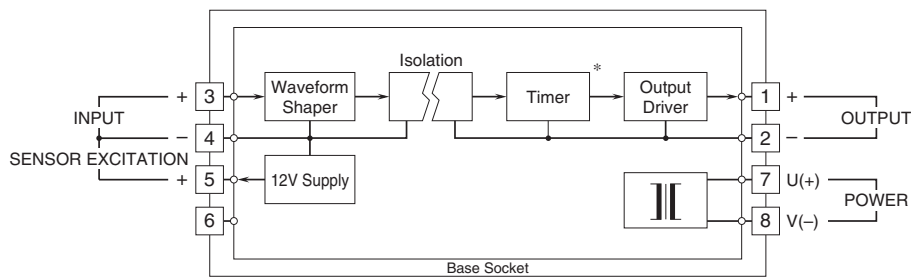 Isolation
Waveform
Shaper
Timer
*
Output
Driver
12V Supply
INPUT
SENSOR EXCITATION
+ 3
− 4
+ 5
6
1 +
2 −
OUTPUT
7 U(+)
8 V(−)
POWER
Base Socket